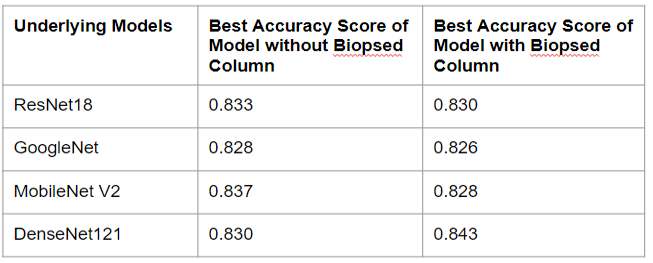 Underlying Models Best Accuracy Score of Best Accuracy Score of
Model without Biopsed Model with Biopsed
Column Column
ResNet18 0.833 0.830
GoogleNet 0.828 0.826
MobileNet V2 0.837 0.828
DenseNet121 0.830 0.843